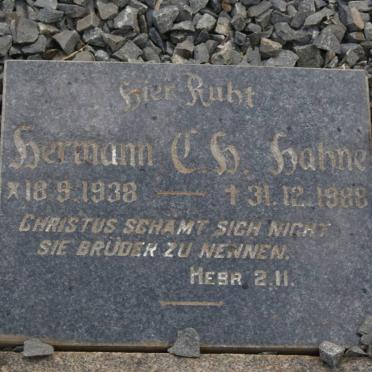 Hier Ruht
Hermann C. H. Hahne
* 18.9.1938 — † 31.12.1988
CHRISTUS SCHÄMT SICH NICHT
SIE BRÜDER ZU NENNEN.
HEBR 2.11.